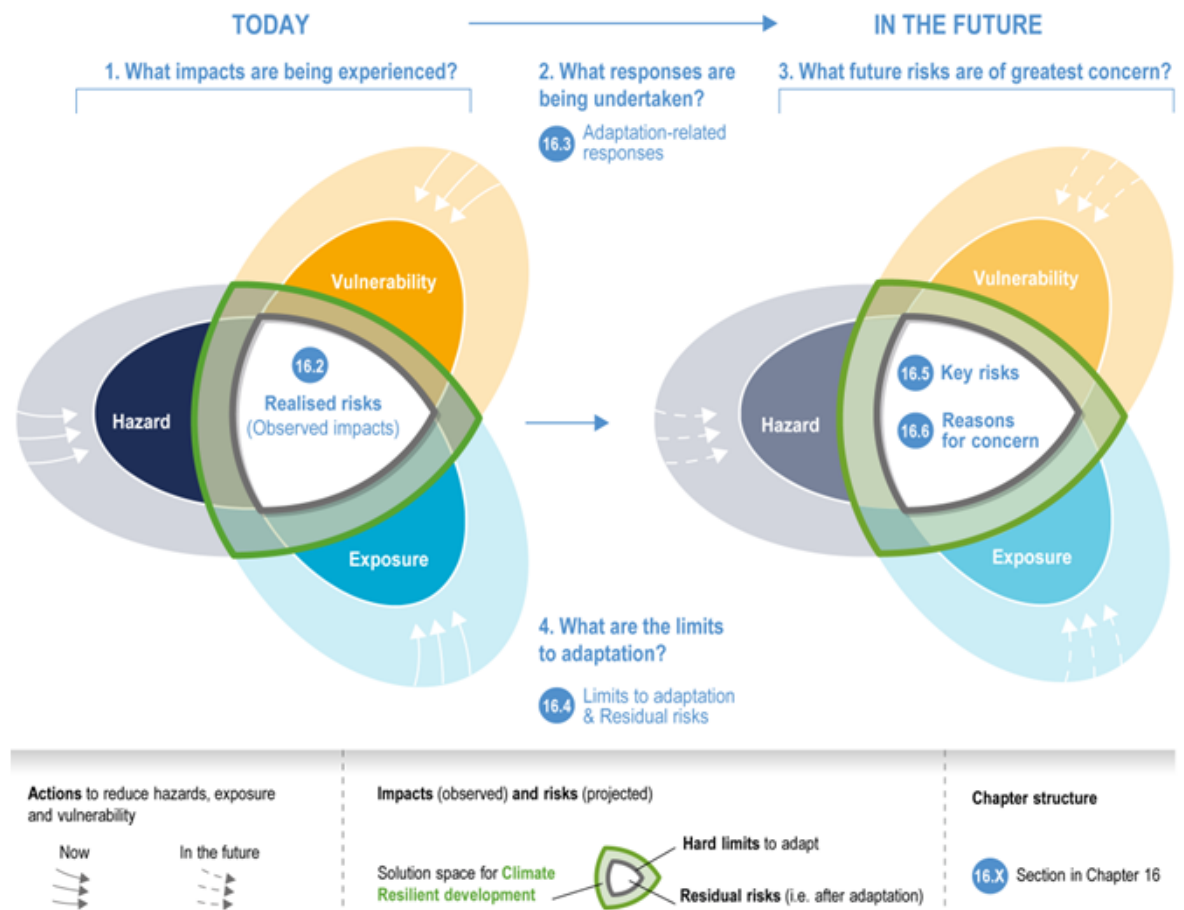 TODAY
IN THE FUTURE
1. What impacts are being experienced?
2. What responses are
being undertaken?
16.3 Adaptation-related
responses
3. What future risks are of greatest concern?
Vulnerability
Hazard
16.2
Realised risks
(Observed impacts)
Exposure
Vulnerability
Hazard
16.5 Key risks
16.6 Reasons
for concern
Exposure
4. What are the limits
to adaptation?
16.4 Limits to adaptation
& Residual risks
Actions to reduce hazards, exposure
and vulnerability
Now
In the future
Impacts (observed) and risks (projected)
Solution space for Climate
Resilient development
Hard limits to adapt
Residual risks (i.e. after adaptation)
Chapter structure
16.X Section in Chapter 16